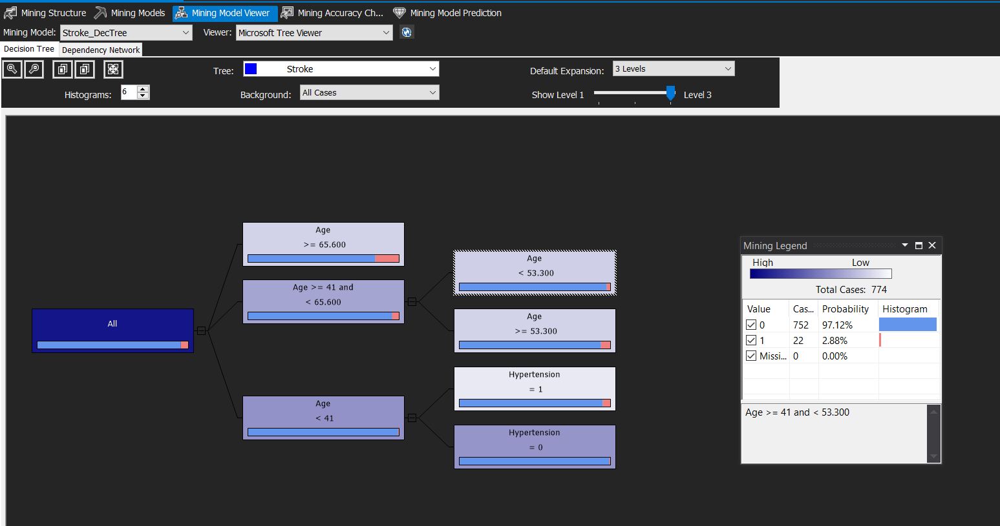 Mining Structure Mining Models Mining Model Viewer Mining Accuracy Ch... Mining Model Prediction
Mining Model: Stroke_DecTree Viewer: Microsoft Tree Viewer
Decision Tree Dependency Network
Tree: Stroke Default Expansion: 3 Levels
Histograms: 6 Background: All Cases Show Level 1 Level 3
All
Age
>= 65.600
Age >= 41 and
< 65.600
Age
< 41
Age
< 53.300
Age
>= 53.300
Hypertension
= 1
Hypertension
= 0
Mining Legend
High Low
Total Cases: 774
Value Cas... Probability Histogram
0 752 97.12%
1 22 2.88%
Missi... 0 0.00%
Age >= 41 and < 53.300